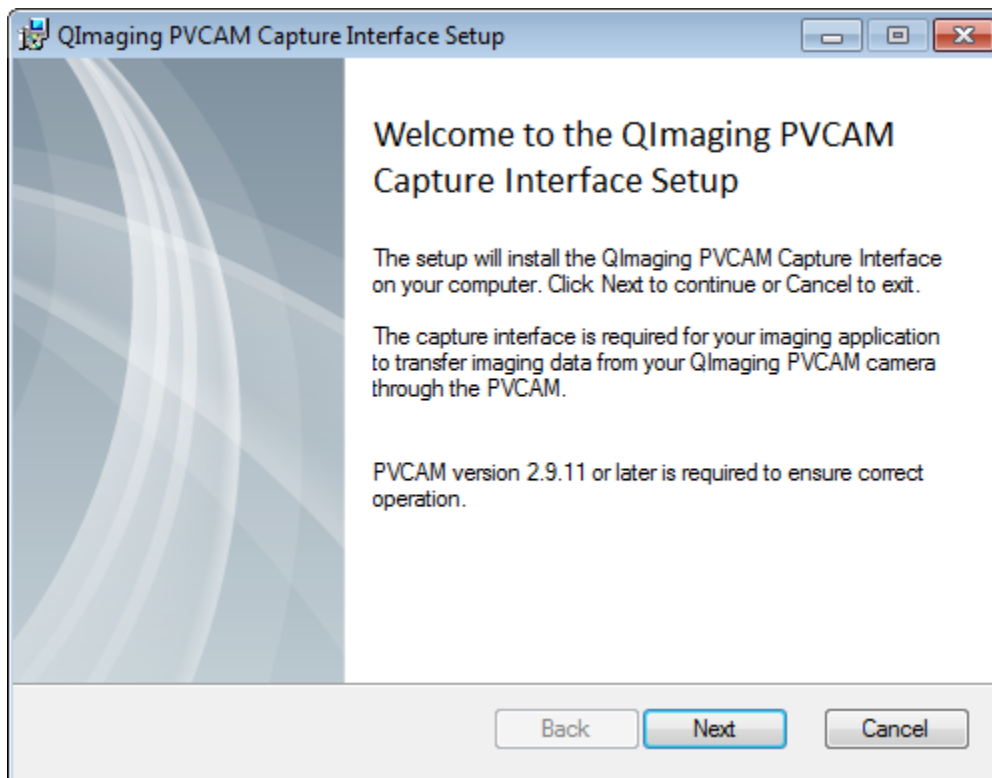 QImaging PVCAM Capture Interface Setup
Welcome to the QImaging PVCAM
Capture Interface Setup
The setup will install the QImaging PVCAM Capture Interface
on your computer. Click Next to continue or Cancel to exit.
The capture interface is required for your imaging application
to transfer imaging data from your QImaging PVCAM camera
through the PVCAM.
PVCAM version 2.9.11 or later is required to ensure correct
operation.
Back Next Cancel